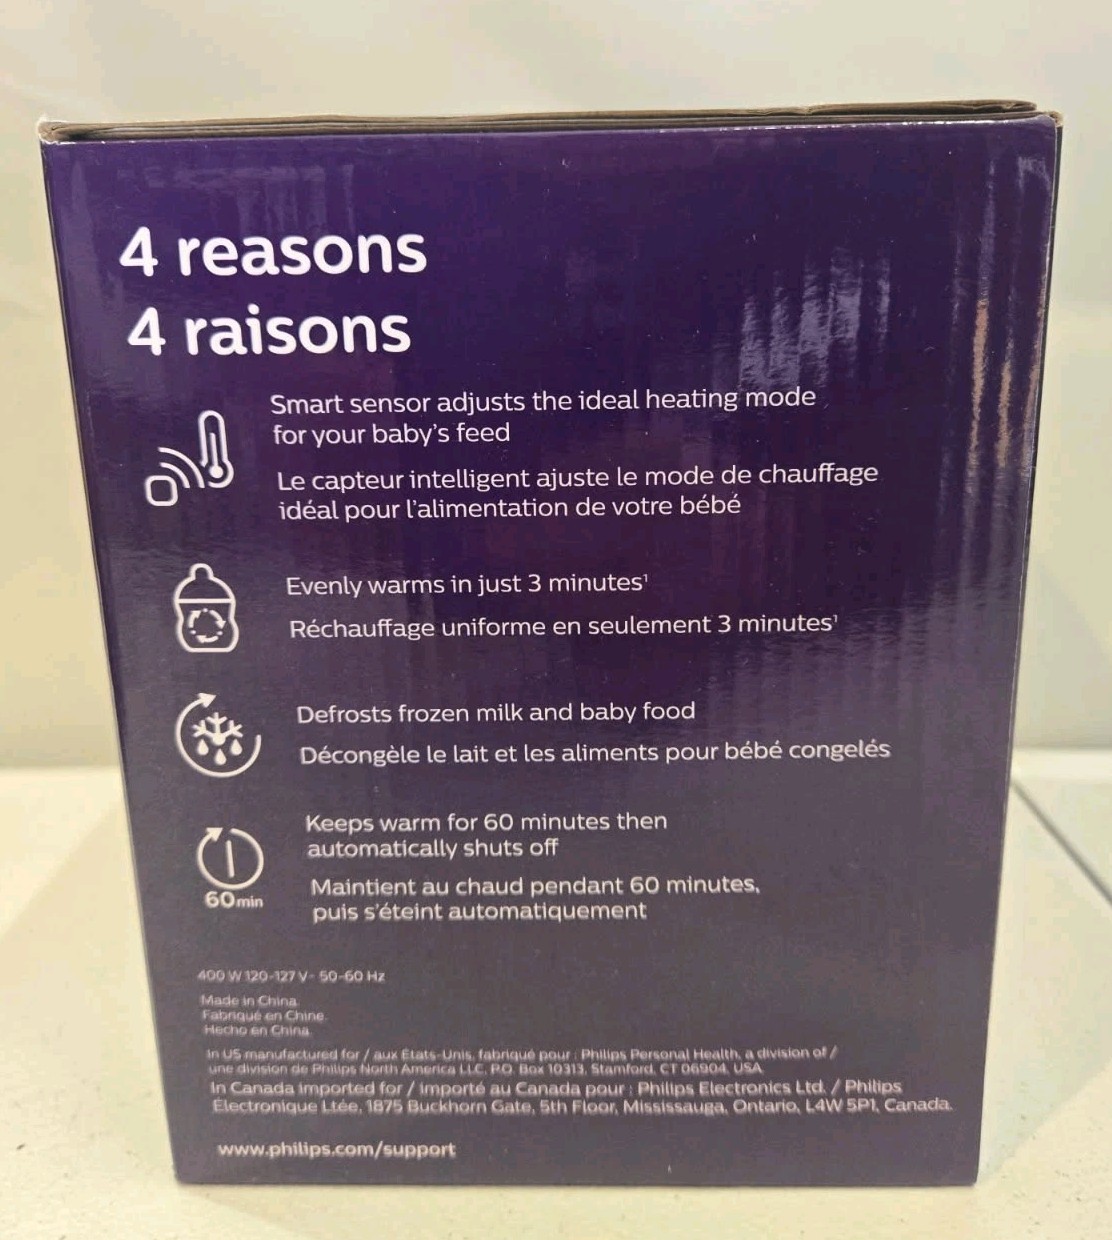 4 reasons
4 raisons
Smart sensor adjusts the ideal heating mode
for your baby's feed
Le capteur intelligent ajuste le mode de chauffage
idéal pour l'alimentation de votre bébé
Evenly warms in just 3 minutes¹
Réchauffage uniforme en seulement 3 minutes¹
Defrosts frozen milk and baby food
Décongèle le lait et les aliments pour bébé congelés
Keeps warm for 60 minutes then
automatically shuts off
60min
Maintient au chaud pendant 60 minutes,
puis s'éteint automatiquement
400 W 120-127 V~ 50-60 Hz
Made in China.
Fabriqué en Chine.
Hecho en China.
In US manufactured for / aux États-Unis, fabriqué pour : Philips Personal Health, a division of /
une division de Philips North America LLC, P.O. Box 10313, Stamford, CT 06904, USA
In Canada imported for / importé au Canada pour : Philips Electronics Ltd. / Philips
Électronique Ltée, 1875 Buckhorn Gate, 5th Floor, Mississauga, Ontario, L4W 5P1, Canada.
www.philips.com/support